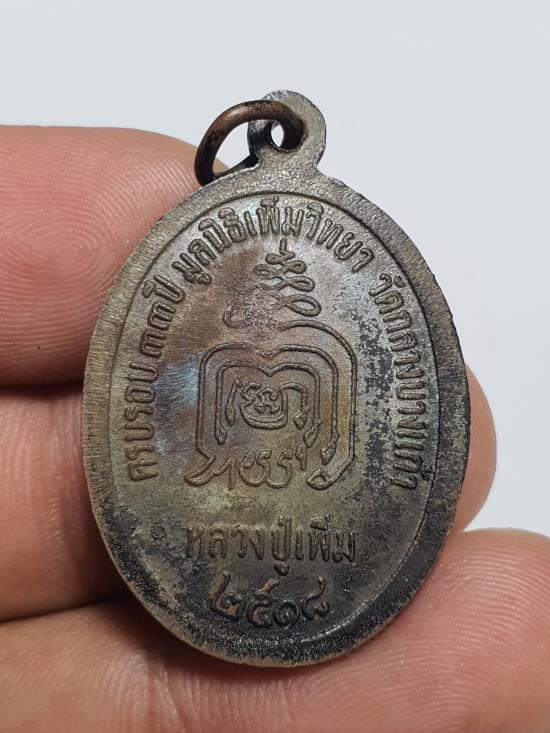 ครบรอบ ๓๓ ปี มูลนิธิเพิ่มวิทยา วัดกลางบางแก้ว
หลวงปู่เพิ่ม
๒๕๑๘